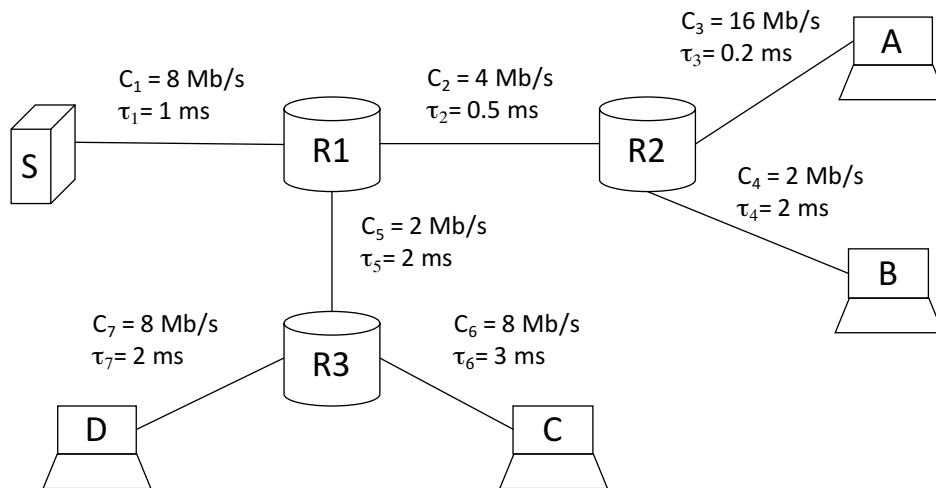 C₃ = 16 Mb/s
τ₃= 0.2 ms
A
C₁ = 8 Mb/s
τ₁= 1 ms
C₂ = 4 Mb/s
τ₂= 0.5 ms
S
R1
R2
C₄ = 2 Mb/s
τ₄= 2 ms
C₅ = 2 Mb/s
τ₅= 2 ms
B
C₇ = 8 Mb/s
τ₇= 2 ms
C₆ = 8 Mb/s
τ₆= 3 ms
R3
D
C